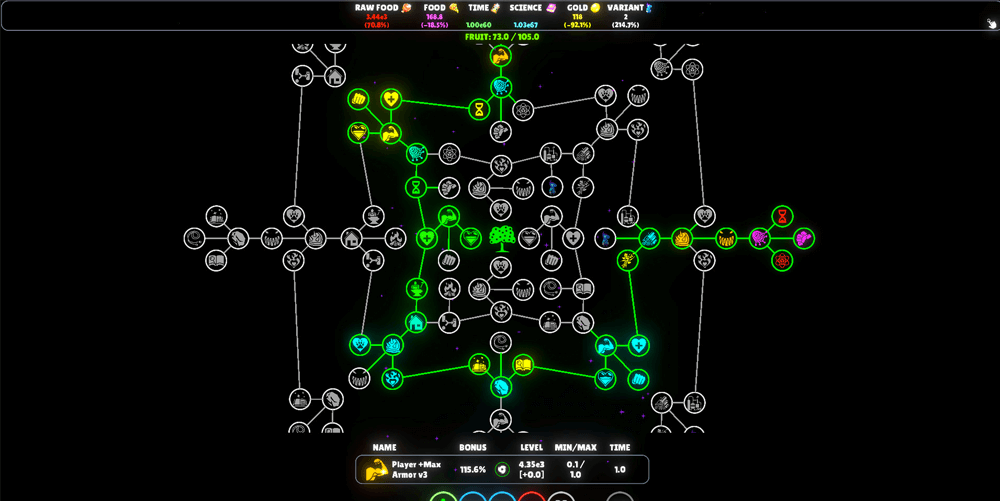 RAW FOOD FOOD TIME SCIENCE GOLD VARIANT
3.44e3 168.8 1.00e60 1.03e67 118 2
(70.8%) (-18.5%) (-92.1%) (214.7%)
FRUIT: 73.0 / 105.0
NAME BONUS LEVEL MIN/MAX TIME
Player +Max Armor v3 115.6% 4.35e3 [+0.0] 0.1 / 1.0 1.0